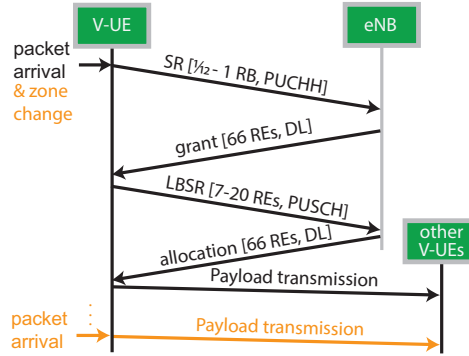 V-UE
eNB
packet
arrival
& zone
change
SR [1⁄12 - 1 RB, PUCHH]
grant [66 REs, DL]
LBSR [7-20 REs, PUSCH]
allocation [66 REs, DL]
other
V-UEs
Payload transmission
packet
arrival
Payload transmission